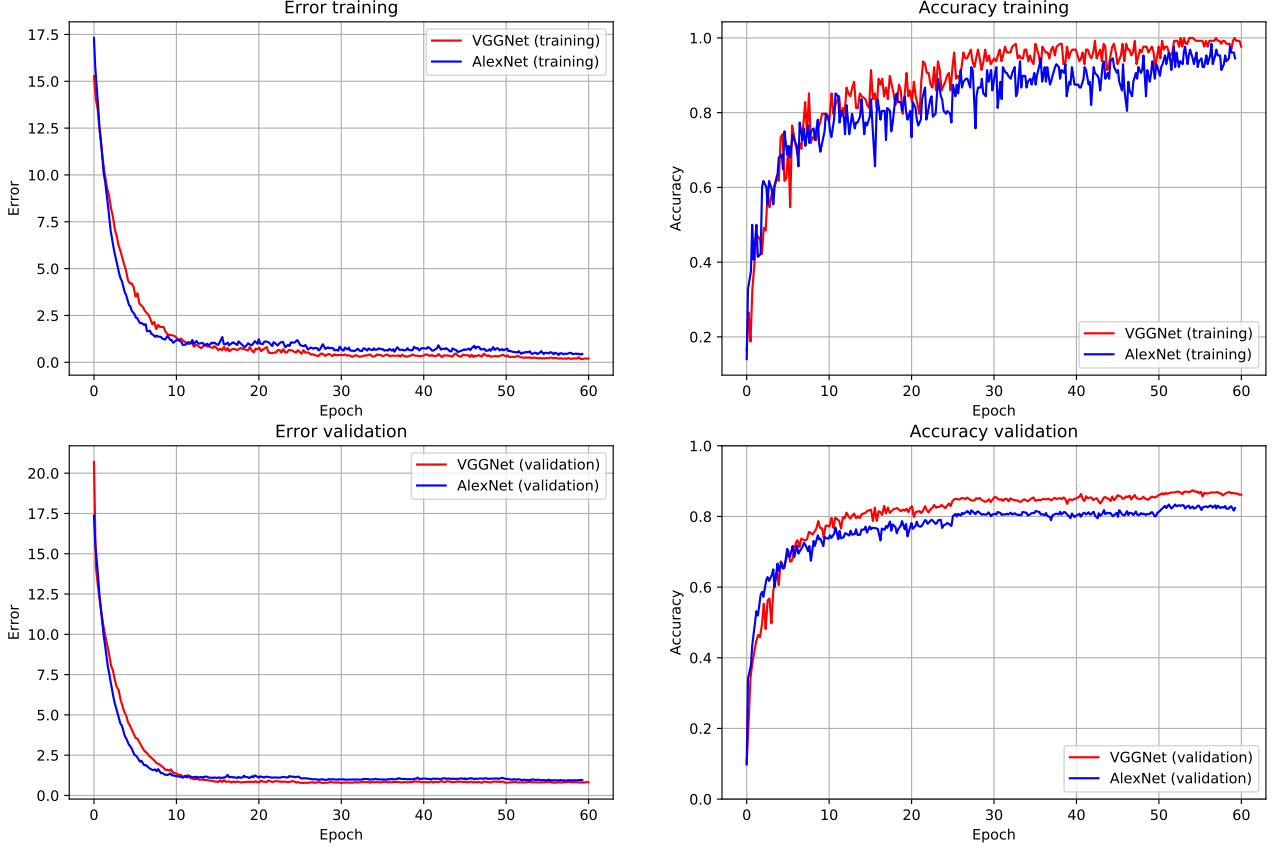 Error training
17.5
15.0
12.5
10.0
7.5
5.0
2.5
0.0
Error
0 10 20 30 40 50 60
Epoch
VGGNet (training)
AlexNet (training)
Accuracy training
1.0
0.8
0.6
0.4
0.2
Accuracy
0 10 20 30 40 50 60
Epoch
VGGNet (training)
AlexNet (training)
Error validation
20.0
17.5
15.0
12.5
10.0
7.5
5.0
2.5
0.0
Error
0 10 20 30 40 50 60
Epoch
VGGNet (validation)
AlexNet (validation)
Accuracy validation
1.0
0.8
0.6
0.4
0.2
0.0
Accuracy
0 10 20 30 40 50 60
Epoch
VGGNet (validation)
AlexNet (validation)